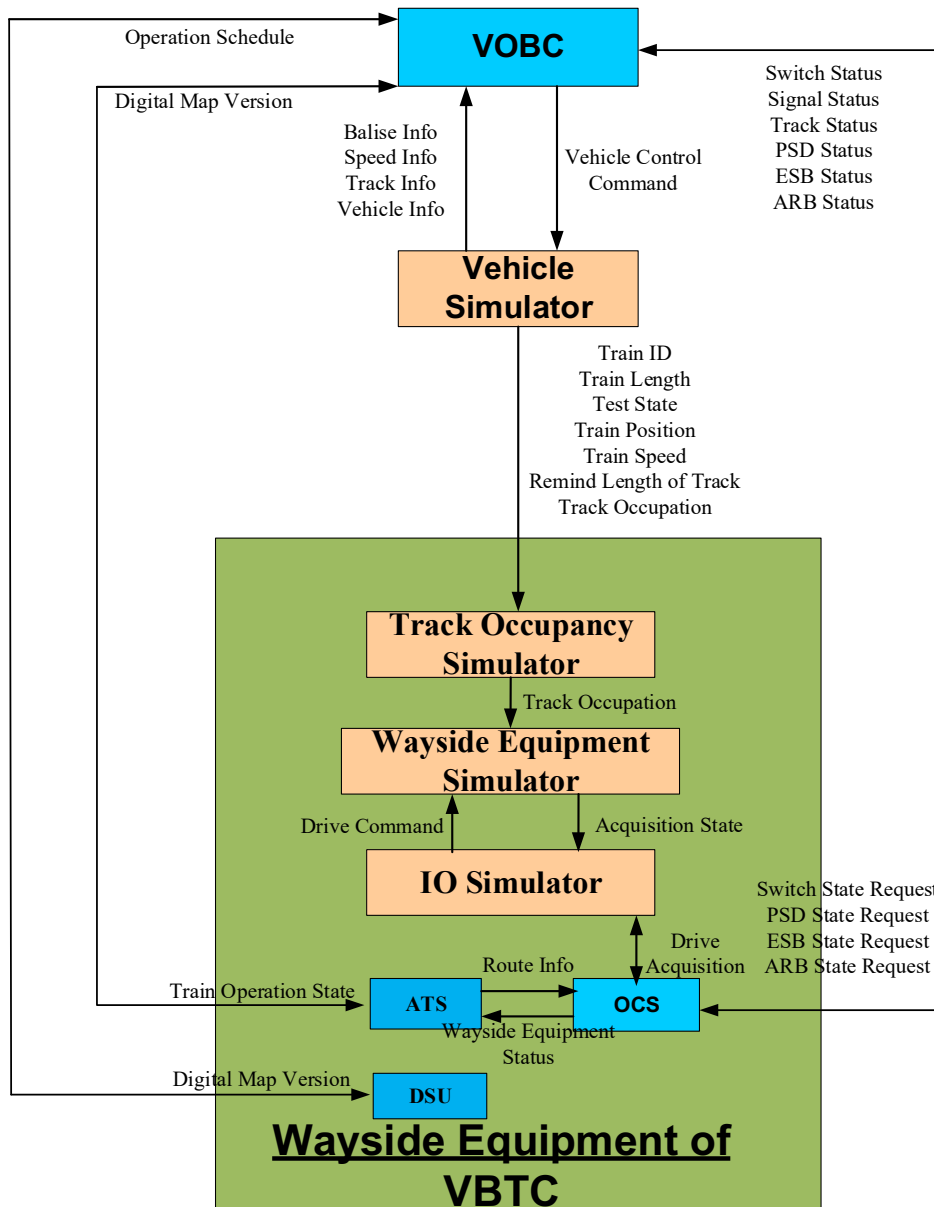 Operation Schedule
VOBC
Digital Map Version
Switch Status
Signal Status
Track Status
PSD Status
ESB Status
ARB Status
Balise Info
Speed Info
Track Info
Vehicle Info
Vehicle Control
Command
Vehicle
Simulator
Train ID
Train Length
Test State
Train Position
Train Speed
Remind Length of Track
Track Occupation
Track Occupancy
Simulator
Track Occupation
Wayside Equipment
Simulator
Drive Command
Acquisition State
IO Simulator
Switch State Request
PSD State Request
ESB State Request
ARB State Request
Drive
Acquisition
Route Info
Train Operation State
ATS
OCS
Wayside Equipment
Status
Digital Map Version
DSU
Wayside Equipment of
VBTC